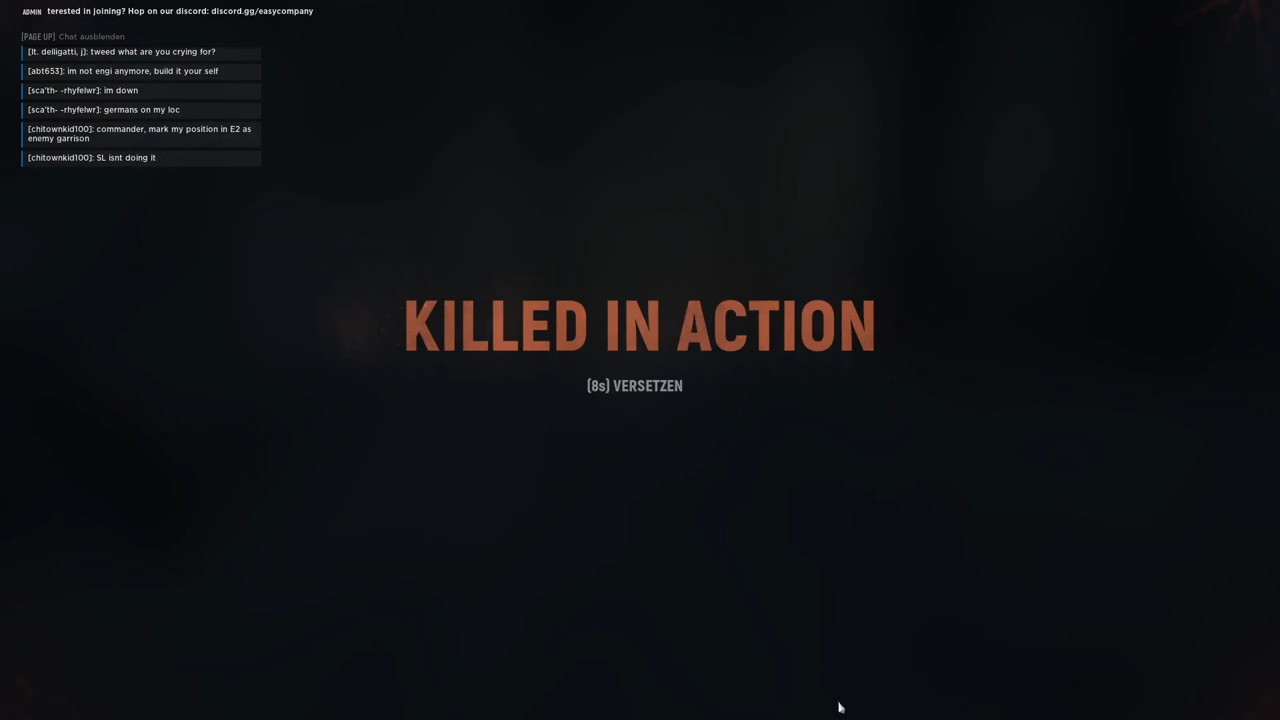 ADMIN terested in joining? Hop on our discord: discord.gg/easycompany
[PAGE UP] Chat ausblenden
[lt. delligatti, j]: tweed what are you crying for?
[abt653]: im not engi anymore, build it your self
[sca'th- -rhyfelwr]: im down
[sca'th- -rhyfelwr]: germans on my loc
[chitownkid100]: commander, mark my position in E2 as
enemy garrison
[chitownkid100]: SL isnt doing it
KILLED IN ACTION
(8s) VERSETZEN